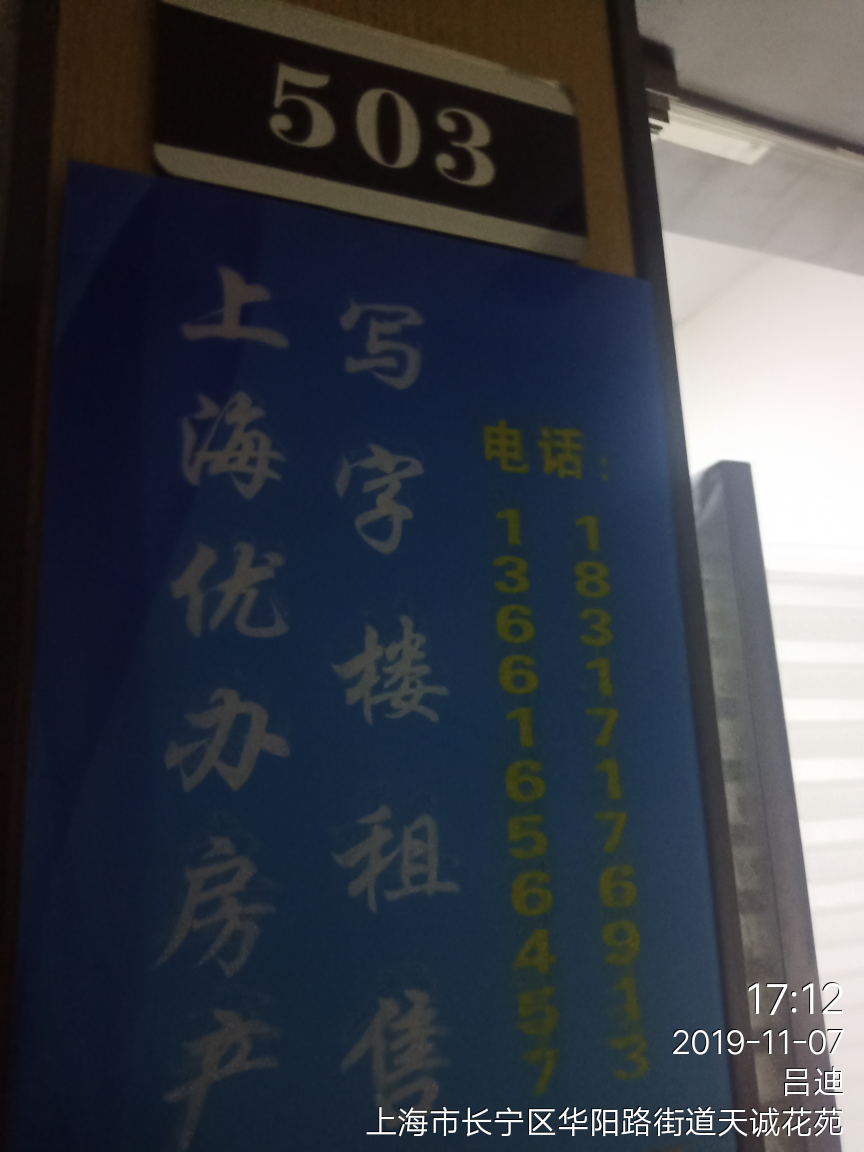 503
上海优办房产
写字楼租售
电话：
13661656457
18317176913
17:12
2019-11-07
吕迪
上海市长宁区华阳路街道天诚花苑